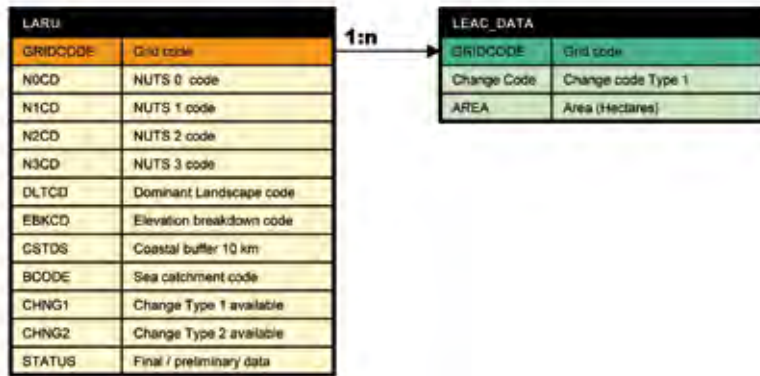 LARU
GRIDCODE Grid code
N0CD NUTS 0 code
N1CD NUTS 1 code
N2CD NUTS 2 code
N3CD NUTS 3 code
DLTCD Dominant Landscape code
EBKCD Elevation breakdown code
CSTDS Coastal buffer 10 km
BCODE Sea catchment code
CHNG1 Change Type 1 available
CHNG2 Change Type 2 available
STATUS Final / preliminary data
1:n
LEAC_DATA
GRIDCODE Grid code
Change Code Change code Type 1
AREA Area (Hectares)